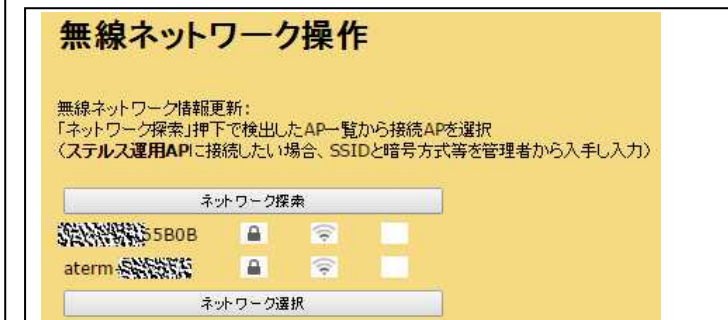 無線ネットワーク操作
無線ネットワーク情報更新：
「ネットワーク探索」押下で検出したAP一覧から接続APを選択
（ステルス運用APに接続したい場合、SSIDと暗号方式等を管理者から入手し入力）
ネットワーク探索
5B0B
aterm-
ネットワーク選択